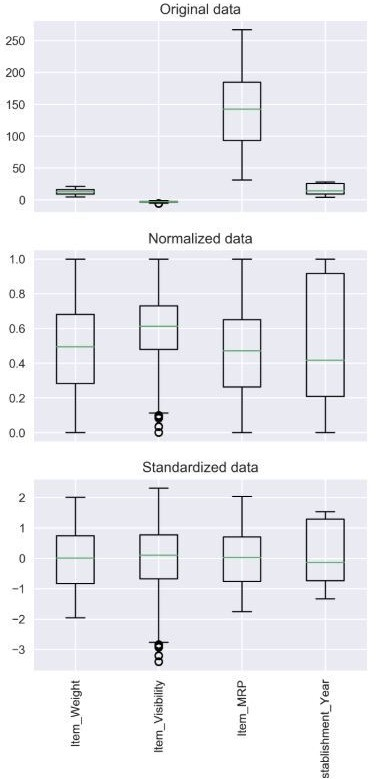 Original data
250
200
150
100
50
0
Normalized data
1.0
0.8
0.6
0.4
0.2
0.0
Standardized data
2
1
0
−1
−2
−3
Item_Weight
Item_Visibility
Item_MRP
stablishment_Year